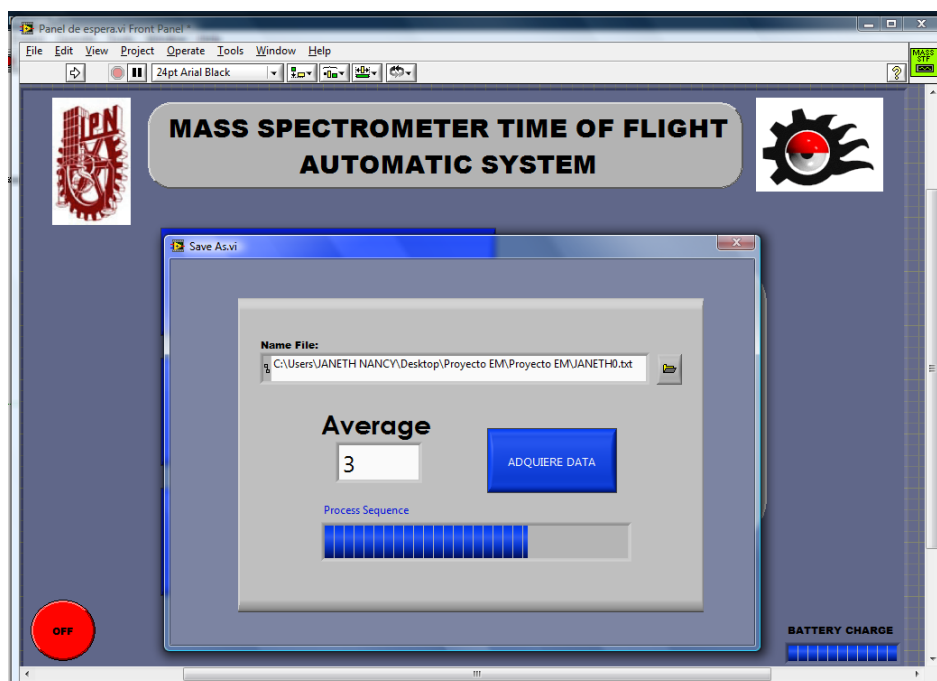 Panel de espera.vi Front Panel *
File Edit View Project Operate Tools Window Help
24pt Arial Black
MASS
STF
IPN
MASS SPECTROMETER TIME OF FLIGHT
AUTOMATIC SYSTEM
Save As.vi
Name File:
C:\Users\JANETH NANCY\Desktop\Proyecto EM\Proyecto EM\JANETH0.txt
Average
3
ADQUIERE DATA
Process Sequence
OFF
BATTERY CHARGE